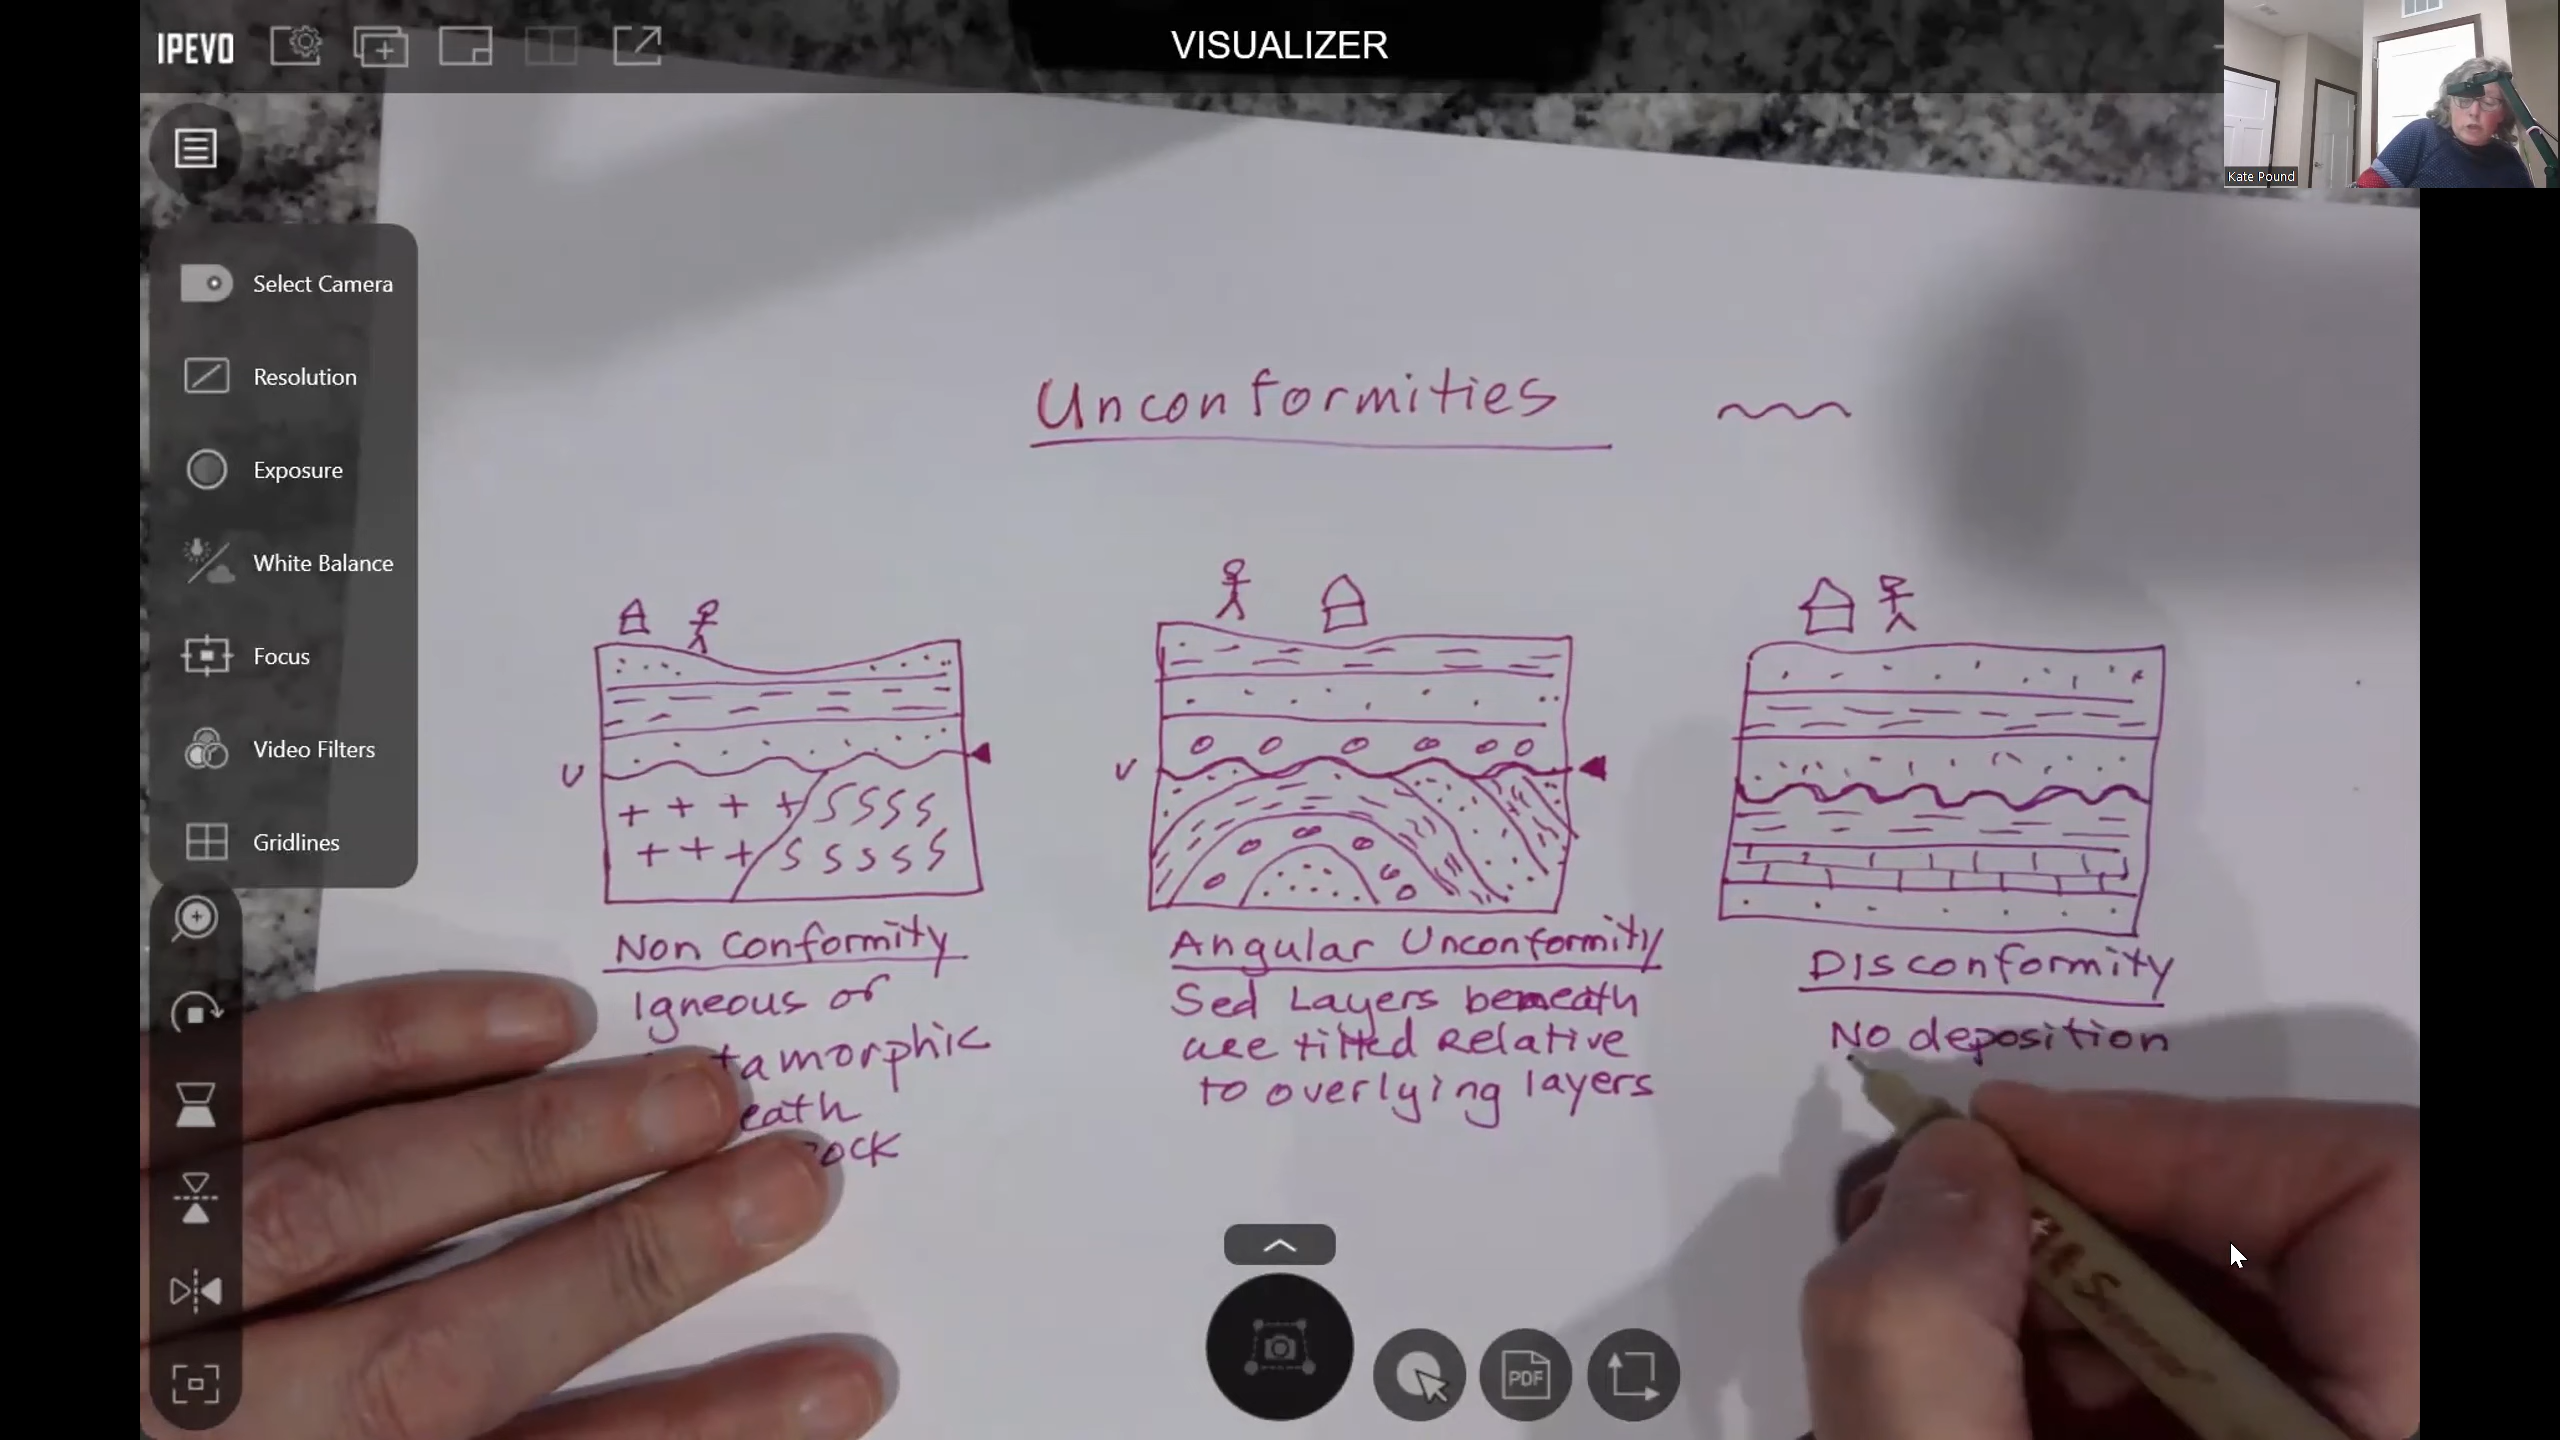 IPEVO
VISUALIZER
Kate Pound
Select Camera
Resolution
Exposure
White Balance
Focus
Video Filters
Gridlines
Unconformities
U
Non Conformity
Igneous or
tamorphic
eath
ock
Angular Unconformity
Sed Layers beneath
are tilted Relative
to overlying layers
Disconformity
No deposition
PDF